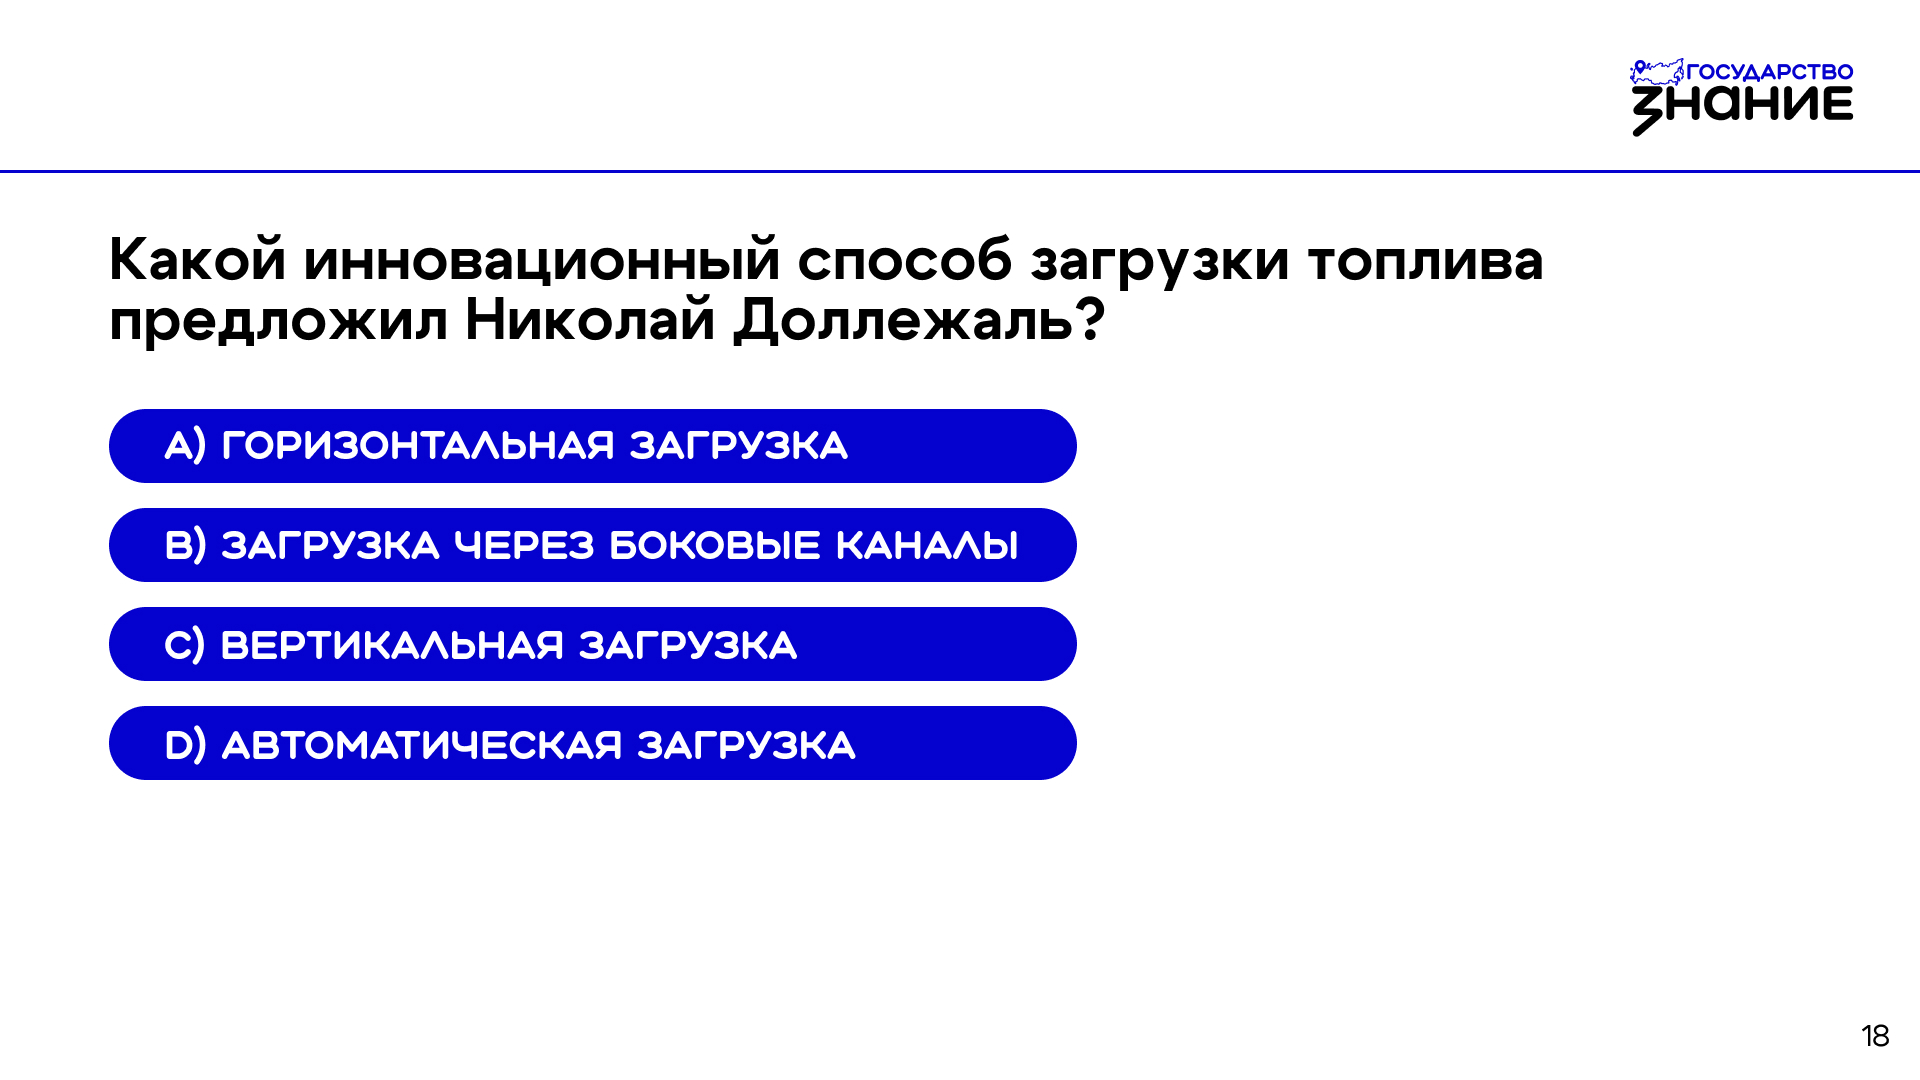 ГОСУДАРСТВО
ЗНАНИЕ
Какой инновационный способ загрузки топлива
предложил Николай Доллежаль?
A) ГОРИЗОНТАЛЬНАЯ ЗАГРУЗКА
B) ЗАГРУЗКА ЧЕРЕЗ БОКОВЫЕ КАНАЛЫ
C) ВЕРТИКАЛЬНАЯ ЗАГРУЗКА
D) АВТОМАТИЧЕСКАЯ ЗАГРУЗКА
18